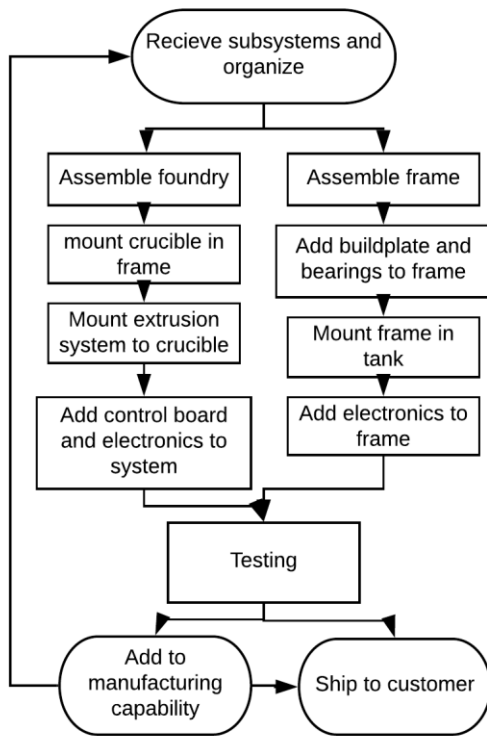 Recieve subsystems and
organize
Assemble foundry
Assemble frame
mount crucible in
frame
Add buildplate and
bearings to frame
Mount extrusion
system to crucible
Mount frame in
tank
Add control board
and electronics to
system
Add electronics to
frame
Testing
Add to
manufacturing
capability
Ship to customer